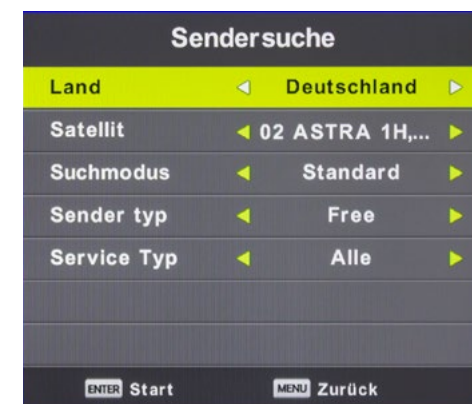 Sendersuche
Land Deutschland
Satellit 02 ASTRA 1H,...
Suchmodus Standard
Sender typ Free
Service Typ Alle
ENTER Start MENU Zurück